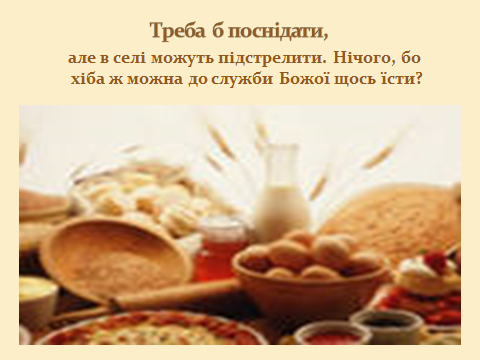 Треба б поснідати,
але в селі можуть підстрелити. Нічого, бо
хіба ж можна до служби Божої щось їсти?